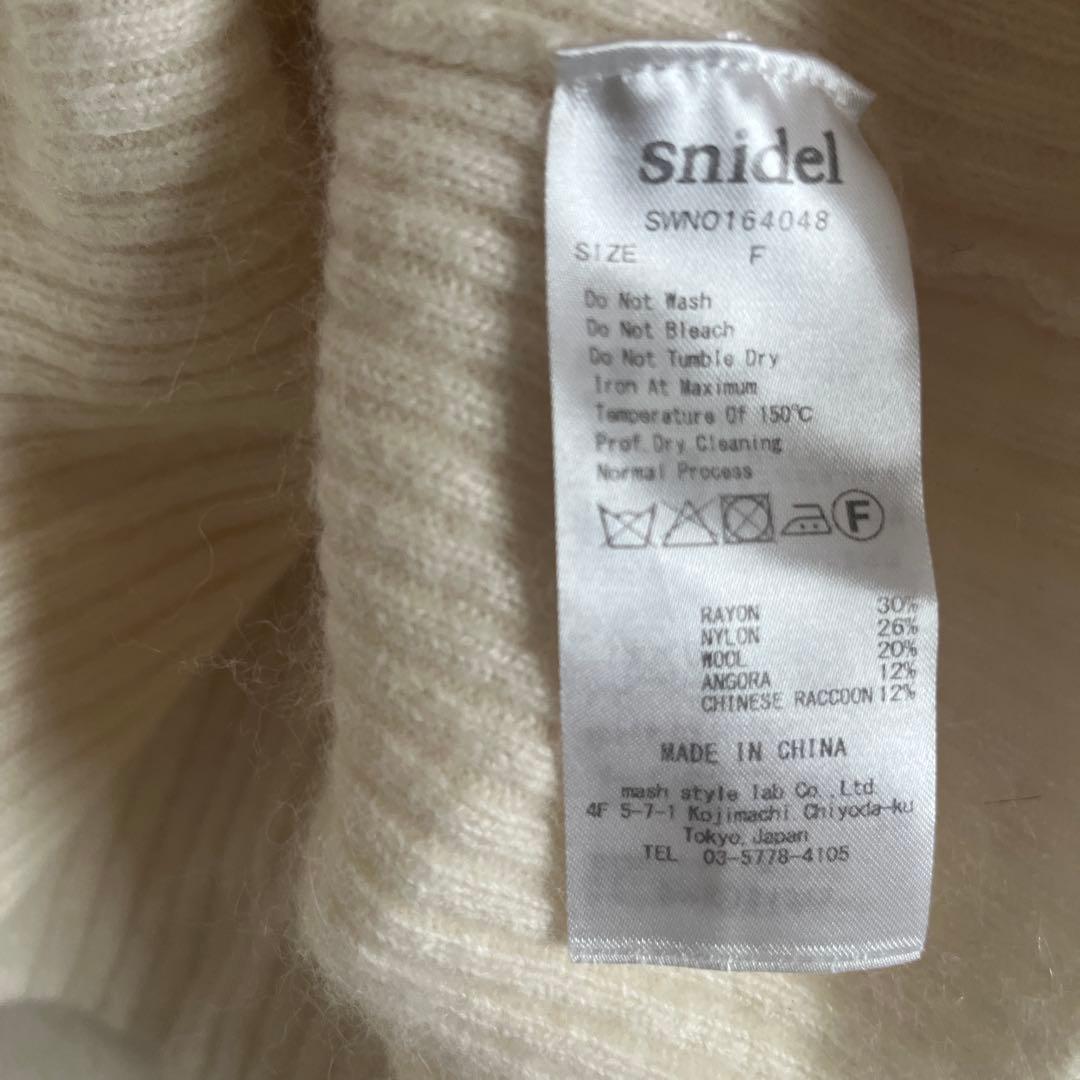 snidel
SWNO164048
SIZE F
Do Not Wash
Do Not Bleach
Do Not Tumble Dry
Iron At Maximum
Temperature Of 150℃
Prof.Dry Cleaning
Normal Process
F
RAYON 30%
NYLON 26%
WOOL 20%
ANGORA 12%
CHINESE RACCOON 12%
MADE IN CHINA
mash style lab Co.,Ltd.
4F 5-7-1 Kojimachi Chiyoda-ku
Tokyo,Japan
TEL 03-5778-4105